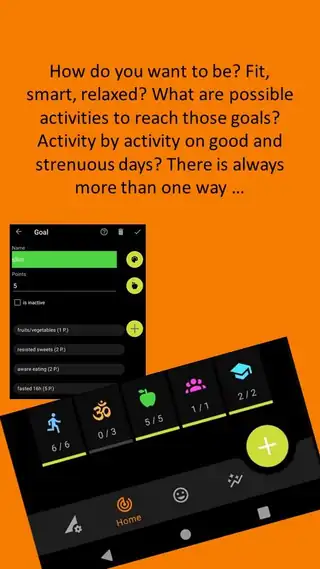 How do you want to be? Fit,
smart, relaxed? What are possible
activities to reach those goals?
Activity by activity on good and
strenuous days? There is always
more than one way ...
Goal
Name
Points
5
is inactive
fruits/vegetables (1 P.)
resisted sweets (2 P.)
aware eating (2 P.)
fasted 16h (5 P.)
6 / 6
0 / 3
5 / 5
1 / 1
2 / 2
Home